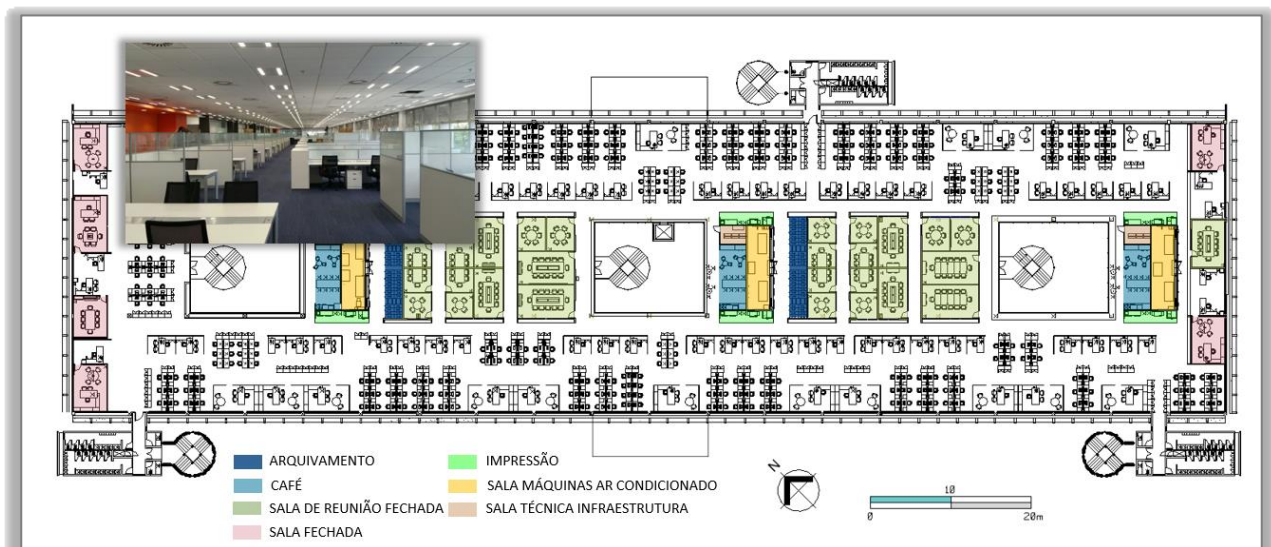 ARQUIVAMENTO
IMPRESSÃO
CAFÉ
SALA MÁQUINAS AR CONDICIONADO
SALA DE REUNIÃO FECHADA
SALA TÉCNICA INFRAESTRUTURA
SALA FECHADA
N
10
0
20m